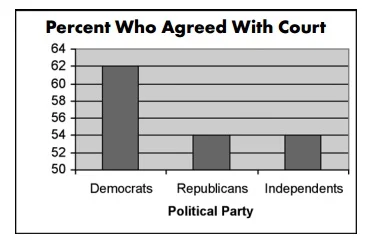 Percent Who Agreed With Court
64
62
60
58
56
54
52
50
Democrats Republicans Independents
Political Party